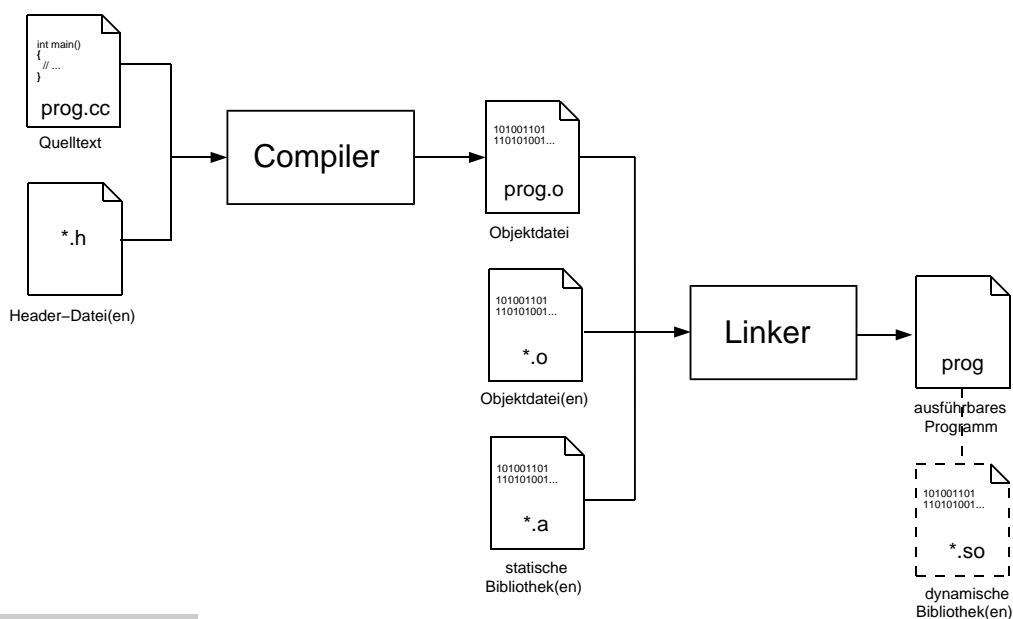 int main()
{
// ...
}
prog.cc
Quelltext
*.h
Header–Datei(en)
Compiler
101001101
110101001...
prog.o
Objektdatei
101001101
110101001...
*.o
Objektdatei(en)
101001101
110101001...
*.a
statische
Bibliothek(en)
Linker
prog
ausführbares
Programm
101001101
110101001...
*.so
dynamische
Bibliothek(en)